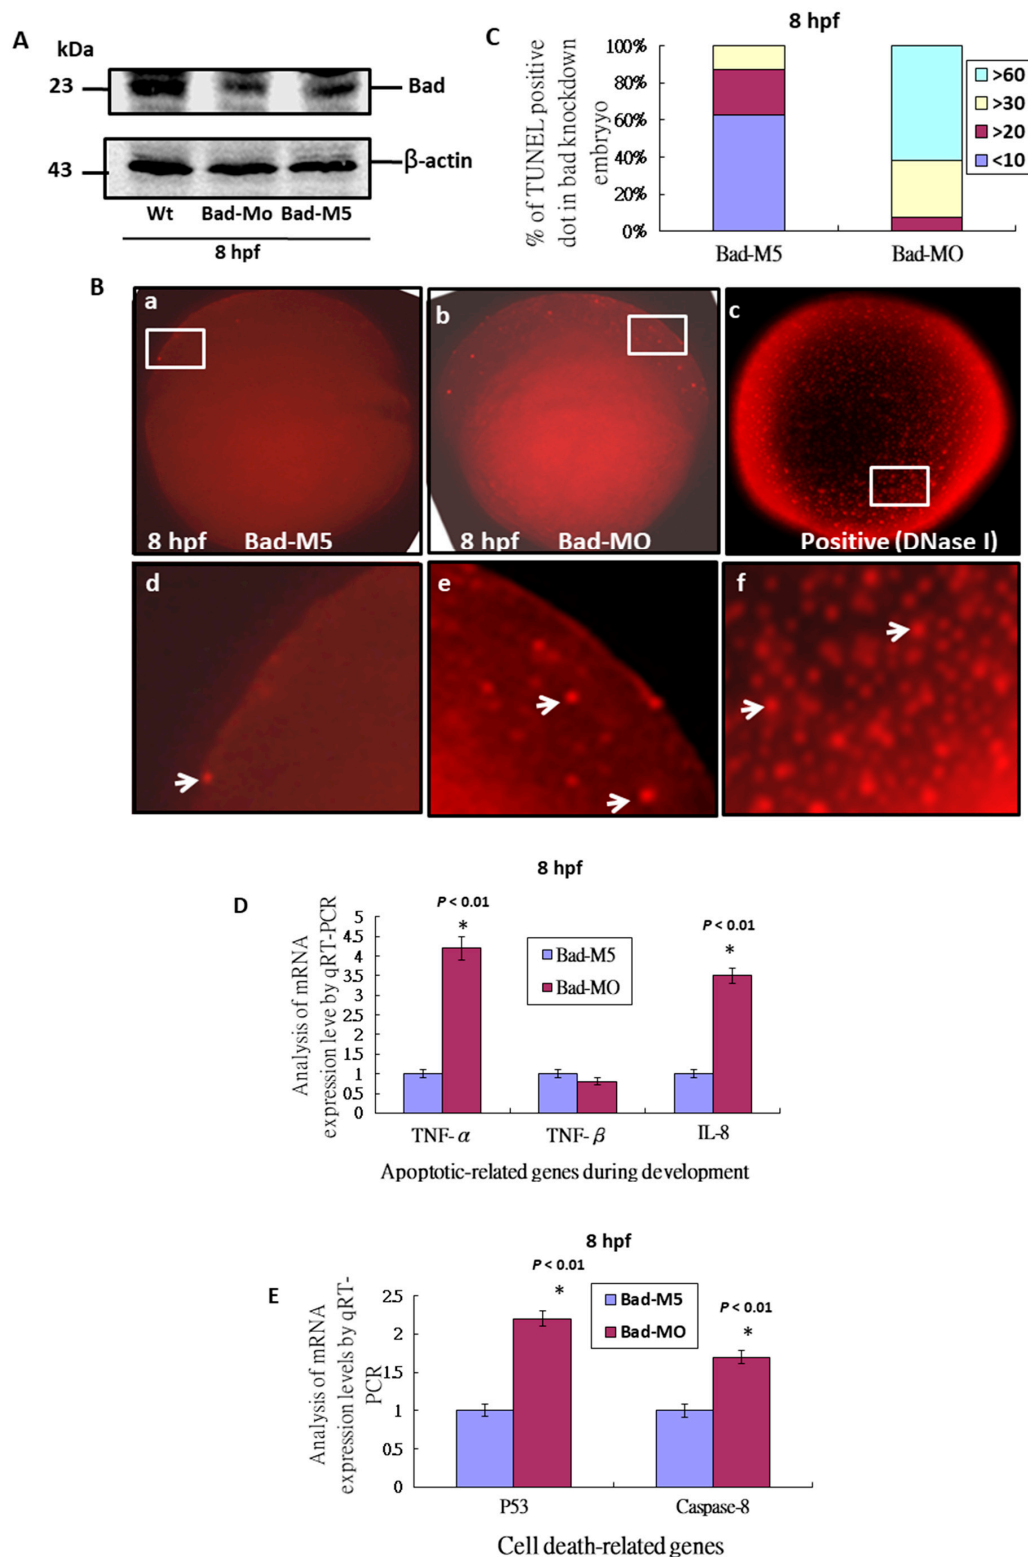 A
kDa
23
Bad
43
β-actin
Wt Bad-Mo Bad-M5
8 hpf
C
8 hpf
% of TUNEL positive
dot in bad knockdown
embryyo
100%
80%
60%
40%
20%
0%
Bad-M5 Bad-MO
>60
>30
>20
<10
B
a
8 hpf Bad-M5
b
8 hpf Bad-MO
c
Positive (DNase I)
d
e
f
8 hpf
D
Analysis of mRNA
expression leve by qRT-PCR
5
4.5
4
3.5
3
2.5
2
1.5
1
0.5
0
P < 0.01
*
P < 0.01
*
Bad-M5
Bad-MO
TNF-α TNF-β IL-8
Apoptotic-related genes during development
8 hpf
E
Analysis of mRNA
expression levels by qRT-
PCR
2.5
2
1.5
1
0.5
0
P < 0.01
*
P < 0.01
*
Bad-M5
Bad-MO
P53 Caspase-8
Cell death-related genes